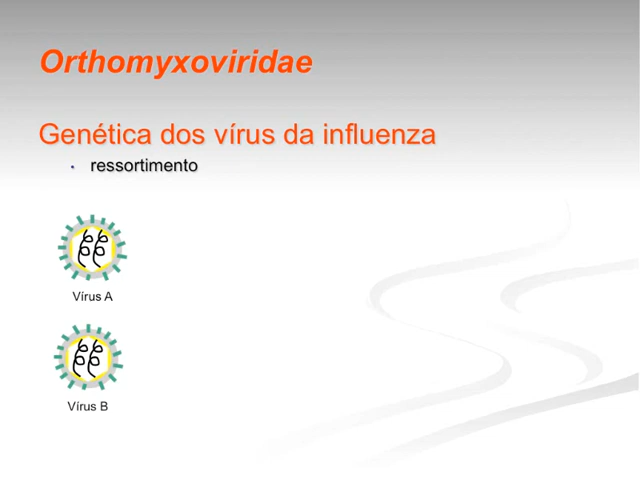 Orthomyxoviridae
Genética dos vírus da influenza
• ressortimento
Vírus A
Vírus B